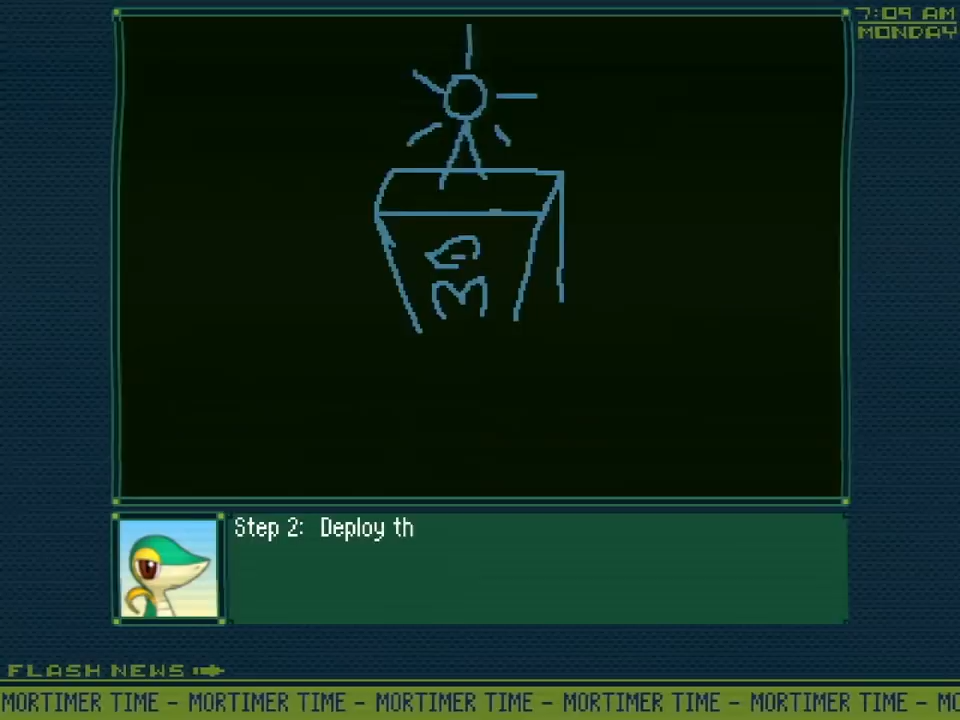 7:09 AM
MONDAY
Step 2: Deploy th
FLASH NEWS
MORTIMER TIME - MORTIMER TIME - MORTIMER TIME - MORTIMER TIME - MORTIMER TIME - MO